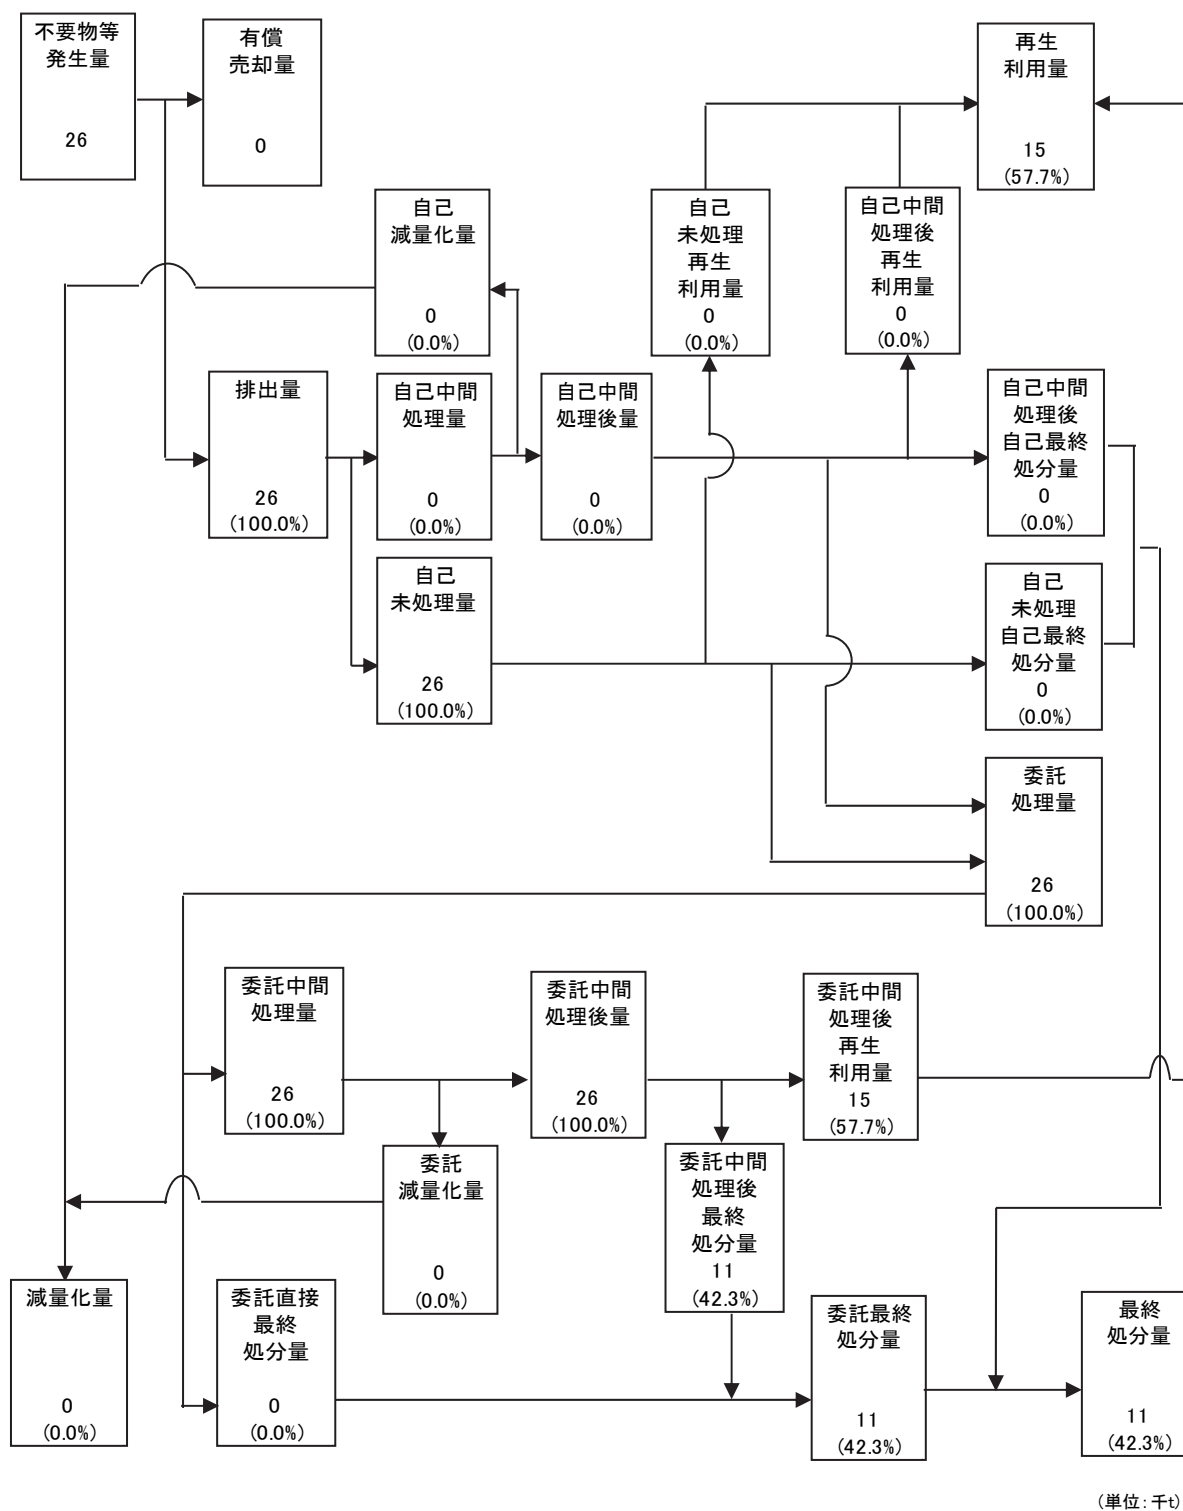 不要物等
発生量
26
有償
売却量
0
再生
利用量
15
(57.7%)
自己
減量化量
0
(0.0%)
自己
未処理
再生
利用量
0
(0.0%)
自己中間
処理後
再生
利用量
0
(0.0%)
排出量
26
(100.0%)
自己中間
処理量
0
(0.0%)
自己中間
処理後量
0
(0.0%)
自己中間
処理後
自己最終
処分量
0
(0.0%)
自己
未処理量
26
(100.0%)
自己
未処理
自己最終
処分量
0
(0.0%)
委託
処理量
26
(100.0%)
委託中間
処理量
26
(100.0%)
委託中間
処理後量
26
(100.0%)
委託中間
処理後
再生
利用量
15
(57.7%)
委託
減量化量
0
(0.0%)
委託中間
処理後
最終
処分量
11
(42.3%)
減量化量
0
(0.0%)
委託直接
最終
処分量
0
(0.0%)
委託最終
処分量
11
(42.3%)
最終
処分量
11
(42.3%)
(単位:千t)